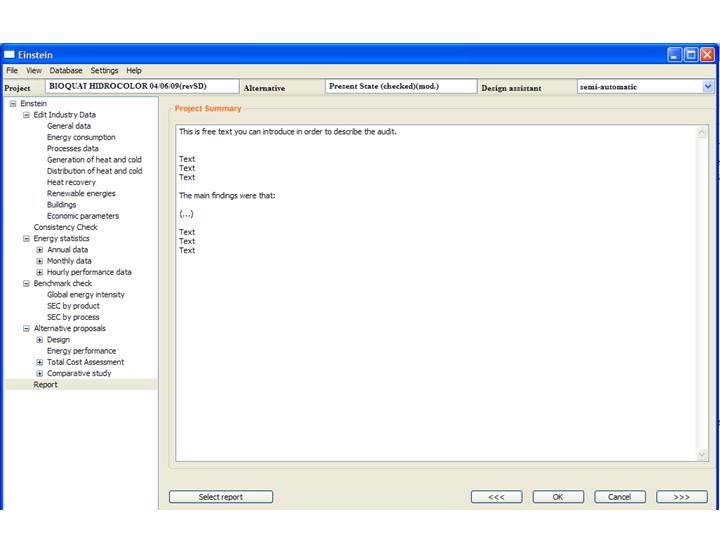 Einstein
File View Database Settings Help
Project BIOQUAT HIDROCOLOR 04/06/09(revSD) Alternative Present State (checked)(mod.) Design assistant semi-automatic
Einstein
Edit Industry Data
General data
Energy consumption
Processes data
Generation of heat and cold
Distribution of heat and cold
Heat recovery
Renewable energies
Buildings
Economic parameters
Consistency Check
Energy statistics
Annual data
Monthly data
Hourly performance data
Benchmark check
Global energy intensity
SEC by product
SEC by process
Alternative proposals
Design
Energy performance
Total Cost Assessment
Comparative study
Report
Project Summary
This is free text you can introduce in order to describe the audit.
Text
Text
Text
The main findings were that:
(...)
Text
Text
Text
Select report <<< OK Cancel >>>